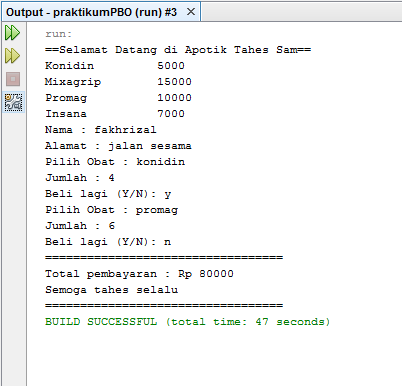 Output - praktikumPBO (run) #3
run:
==Selamat Datang di Apotik Tahes Sam==
Konidin 5000
Mixagrip 15000
Promag 10000
Insana 7000
Nama : fakhrizal
Alamat : jalan sesama
Pilih Obat : konidin
Jumlah : 4
Beli lagi (Y/N): y
Pilih Obat : promag
Jumlah : 6
Beli lagi (Y/N): n
==================================
Total pembayaran : Rp 80000
Semoga tahes selalu
==================================
BUILD SUCCESSFUL (total time: 47 seconds)